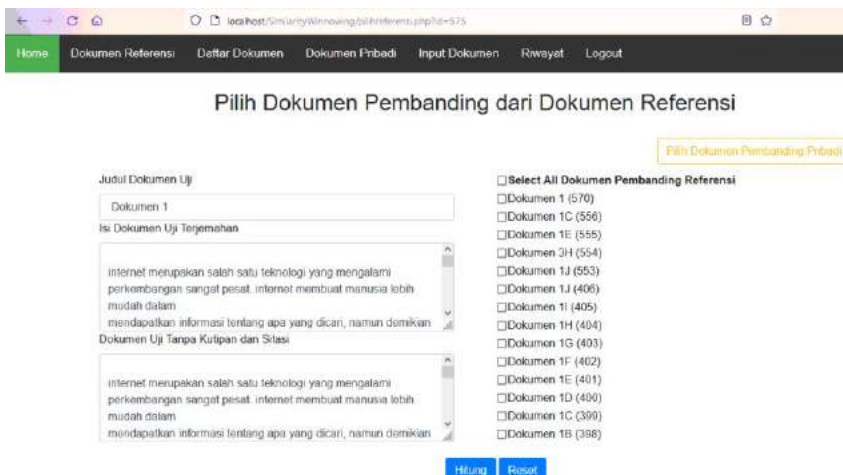 localhost/SimilarityWinnowing/pilihreferensi.php?id=575
Home Dokumen Referensi Daftar Dokumen Dokumen Pribadi Input Dokumen Riwayat Logout
Pilih Dokumen Pembanding dari Dokumen Referensi
Pilih Dokumen Pembanding Pribadi
Judul Dokumen Uji
Dokumen 1
Isi Dokumen Uji Terjemahan
internet merupakan salah satu teknologi yang mengalami
perkembangan sangat pesat. internet membuat manusia lebih
mudah dalam
mendapatkan informasi tentang apa yang dicari, namun demikian
Dokumen Uji Tanpa Kutipan dan Sitasi
internet merupakan salah satu teknologi yang mengalami
perkembangan sangat pesat. internet membuat manusia lebih
mudah dalam
mendapatkan informasi tentang apa yang dicari, namun demikian
Select All Dokumen Pembanding Referensi
Dokumen 1 (570)
Dokumen 1C (556)
Dokumen 1E (555)
Dokumen 3H (554)
Dokumen 1J (553)
Dokumen 1J (406)
Dokumen 1I (405)
Dokumen 1H (404)
Dokumen 1G (403)
Dokumen 1F (402)
Dokumen 1E (401)
Dokumen 1D (400)
Dokumen 1C (399)
Dokumen 1B (398)
Hitung Reset